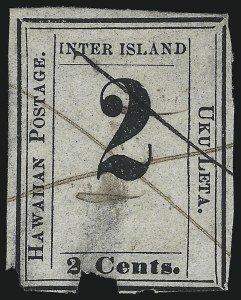 INTER ISLAND
HAWAIIAN POSTAGE.
2
UKU LETA.
2 Cents.